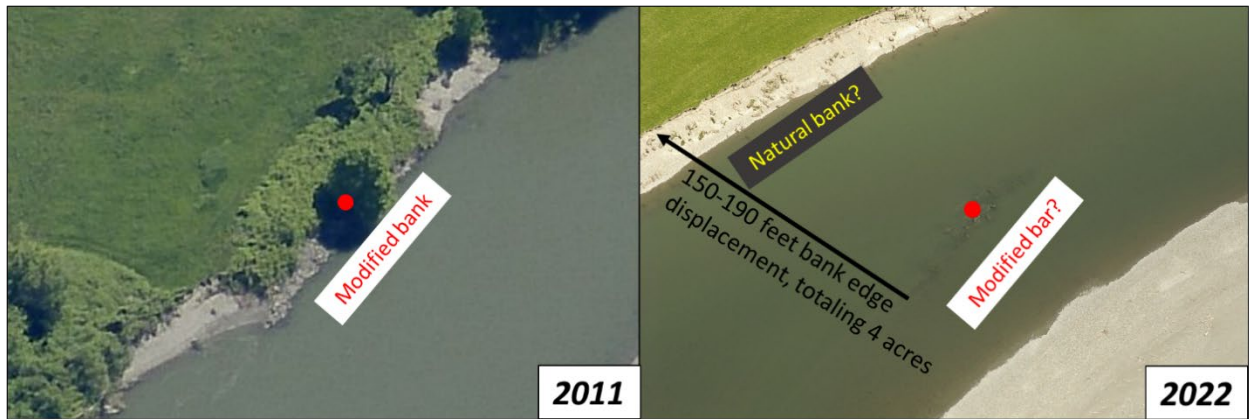 Modified bank
2011
Natural bank?
150-190 feet bank edge
displacement, totaling 4 acres
Modified bar?
2022